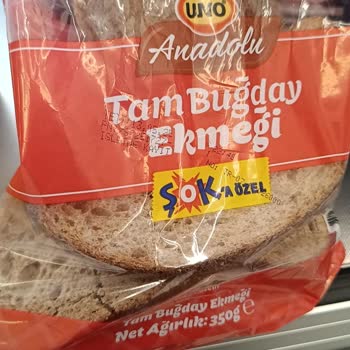 UNO
Anadolu
Tam Buğday
Ekmeği
ŞOK'A ÖZEL
Tam Buğday Ekmeği
Net Ağırlık: 350g e